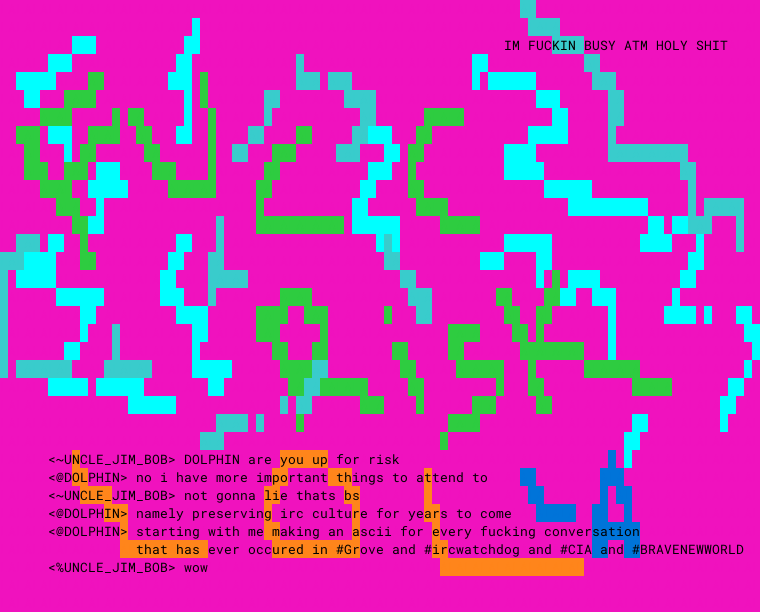 IM FUCKIN BUSY ATM HOLY SHIT
<~UNCLE_JIM_BOB> DOLPHIN are you up for risk
<@DOLPHIN> no i have more important things to attend to
<~UNCLE_JIM_BOB> not gonna lie thats bs
<@DOLPHIN> namely preserving irc culture for years to come
<@DOLPHIN> starting with me making an ascii for every fucking conversation
that has ever occured in #Grove and #ircwatchdog and #CIA and #BRAVENEWWORLD
<%UNCLE_JIM_BOB> wow